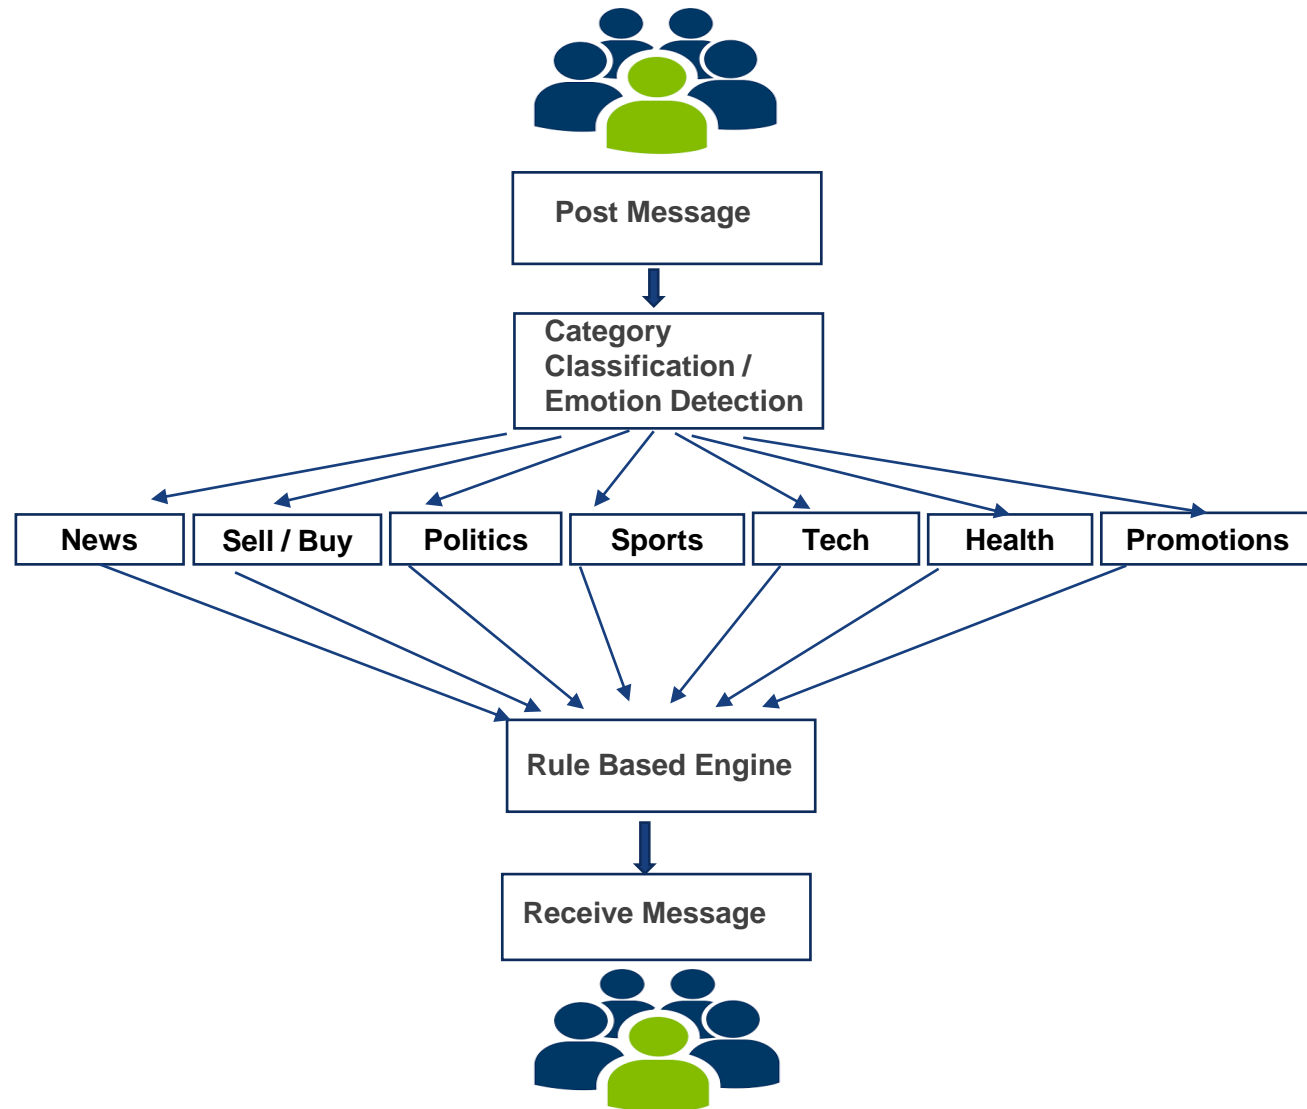 Post Message
Category
Classification /
Emotion Detection
News
Sell / Buy
Politics
Sports
Tech
Health
Promotions
Rule Based Engine
Receive Message